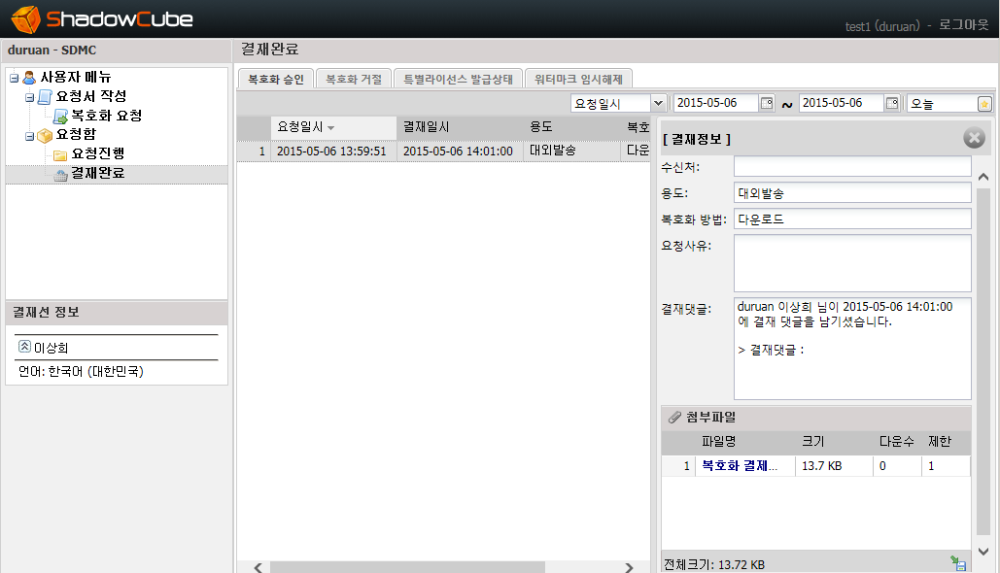 ShadowCube
test1 (duruan) - 로그아웃
duruan - SDMC
사용자 메뉴
요청서 작성
복호화 요청
요청함
요청진행
결재완료
결재선 정보
이상희
언어: 한국어 (대한민국)
결재완료
복호화 승인 복호화 거절 특별라이선스 발급상태 워터마크 임시해제
요청일시 2015-05-06 ~ 2015-05-06 오늘
요청일시 결재일시 용도 복호
1 2015-05-06 13:59:51 2015-05-06 14:01:00 대외발송 다운
[ 결재정보 ]
수신처:
용도: 대외발송
복호화 방법: 다운로드
요청사유:
결재댓글: duruan 이상희 님이 2015-05-06 14:01:00
에 결재 댓글을 남기셨습니다.
> 결재댓글 :
첨부파일
파일명 크기 다운수 제한
1 복호화 결제... 13.7 KB 0 1
전체크기: 13.72 KB